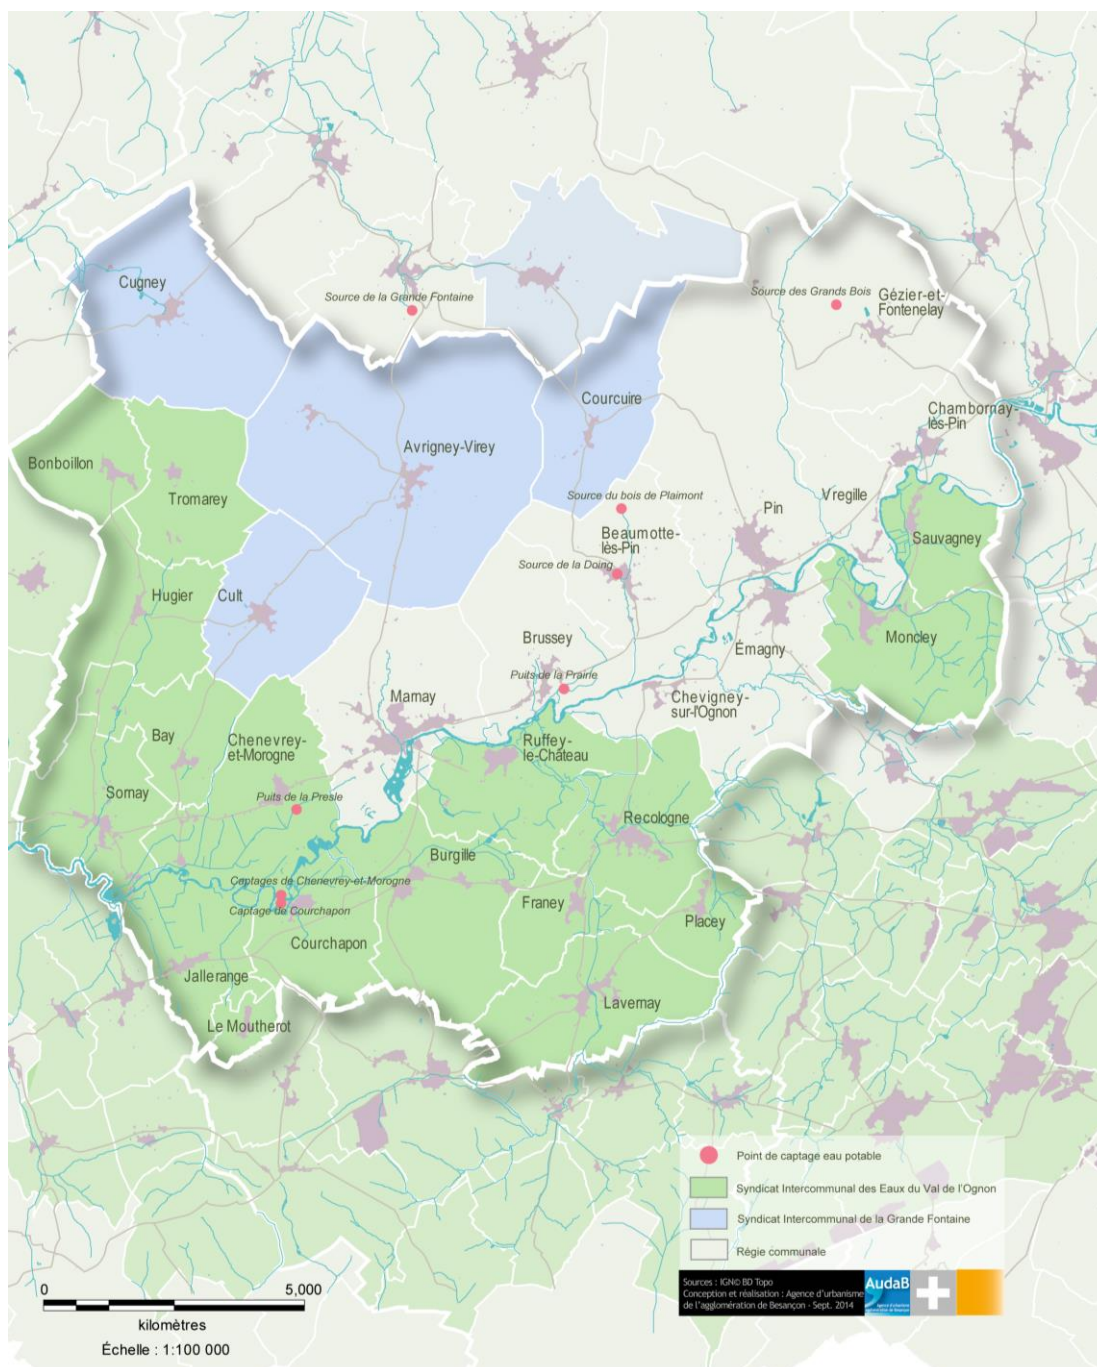 Cugney
Source de la Grande Fontaine
Source des Grands Bois
Gézier-et-
Fontenelay
Courcuire
Chambornay-
lès-Pin
Avrigney-Virey
Bonboillon
Tromarey
Source du bois de Plaimont
Vregille
Pin
Beaumotte-
lès-Pin
Sauvagney
Source de la Doing
Hugier
Cult
Brussey
Émagny
Moncley
Puits de la Prairie
Marnay
Chevigney-
sur-l'Ognon
Bay
Chenevrey-
et-Morogne
Ruffey-
le-Château
Sornay
Puits de la Presle
Recologne
Burgille
Captages de Chenevrey-et-Morogne
Captage de Courchapon
Franey
Placey
Courchapon
Jallerange
Lavernay
Le Moutherot
Point de captage eau potable
Syndicat Intercommunal des Eaux du Val de l'Ognon
Syndicat Intercommunal de la Grande Fontaine
Régie communale
0 5,000
kilomètres
Échelle : 1:100 000
Sources : IGN© BD Topo
Conception et réalisation : Agence d'urbanisme
de l'agglomération de Besançon - Sept. 2014
AudaB
Agence d'urbanisme